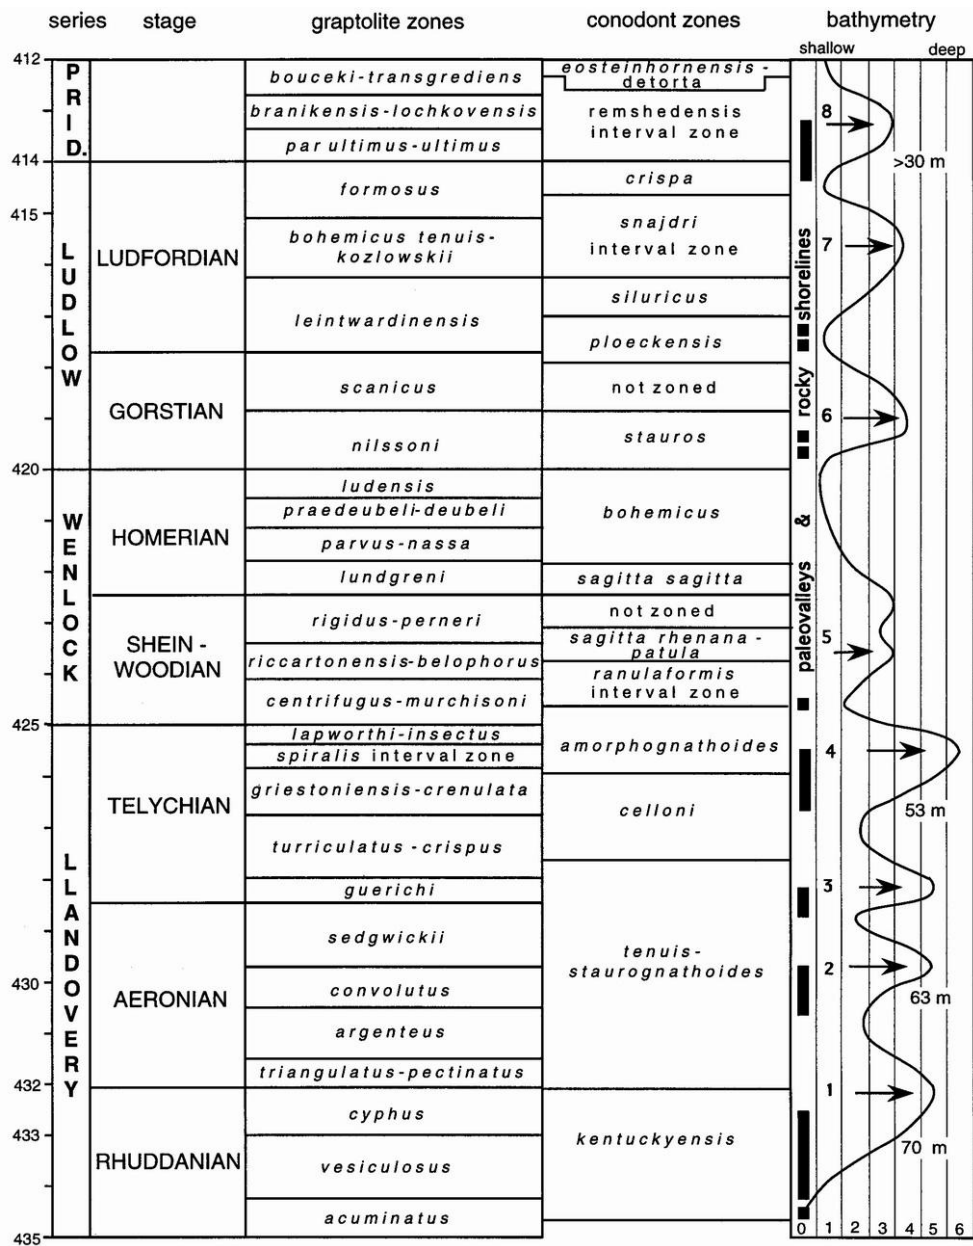 series stage graptolite zones conodont zones bathymetry
shallow deep
412
415
420
425
430
432
433
435
PRID.
LUDLOW
WENLOCK
LLANDOVERY
LUDFORDIAN
GORSTIAN
HOMERIAN
SHEIN-
WOODIAN
TELYCHIAN
AERONIAN
RHUDDANIAN
bouceki-transgrediens
branikensis-lochkovensis
parultimus-ultimus
formosus
bohemicus tenuis-
kozlowskii
leintwardinensis
scanicus
nilssoni
ludensis
praedeubeli-deubeli
parvus-nassa
lundgreni
rigidus-perneri
riccartonensis-belophorus
centrifugus-murchisoni
lapworthi-insectus
spiralis interval zone
griestoniensis-crenulata
turriculatus-crispus
guerichi
sedgwickii
convolutus
argenteus
triangulatus-pectinatus
cyphus
vesiculosus
acuminatus
eosteinhornensis-
detorta
remshedensis
interval zone
crispa
snajdri
interval zone
siluricus
ploeckensis
not zoned
stauros
bohemicus
sagitta sagitta
not zoned
sagitta rhenana-
patula
ranulaformis
interval zone
amorphognathoides
celloni
tenuis-
staurognathoides
kentuckyensis
paleovalleys & rocky shorelines
8
>30 m
7
6
5
4
53 m
3
2
63 m
1
70 m
0 1 2 3 4 5 6